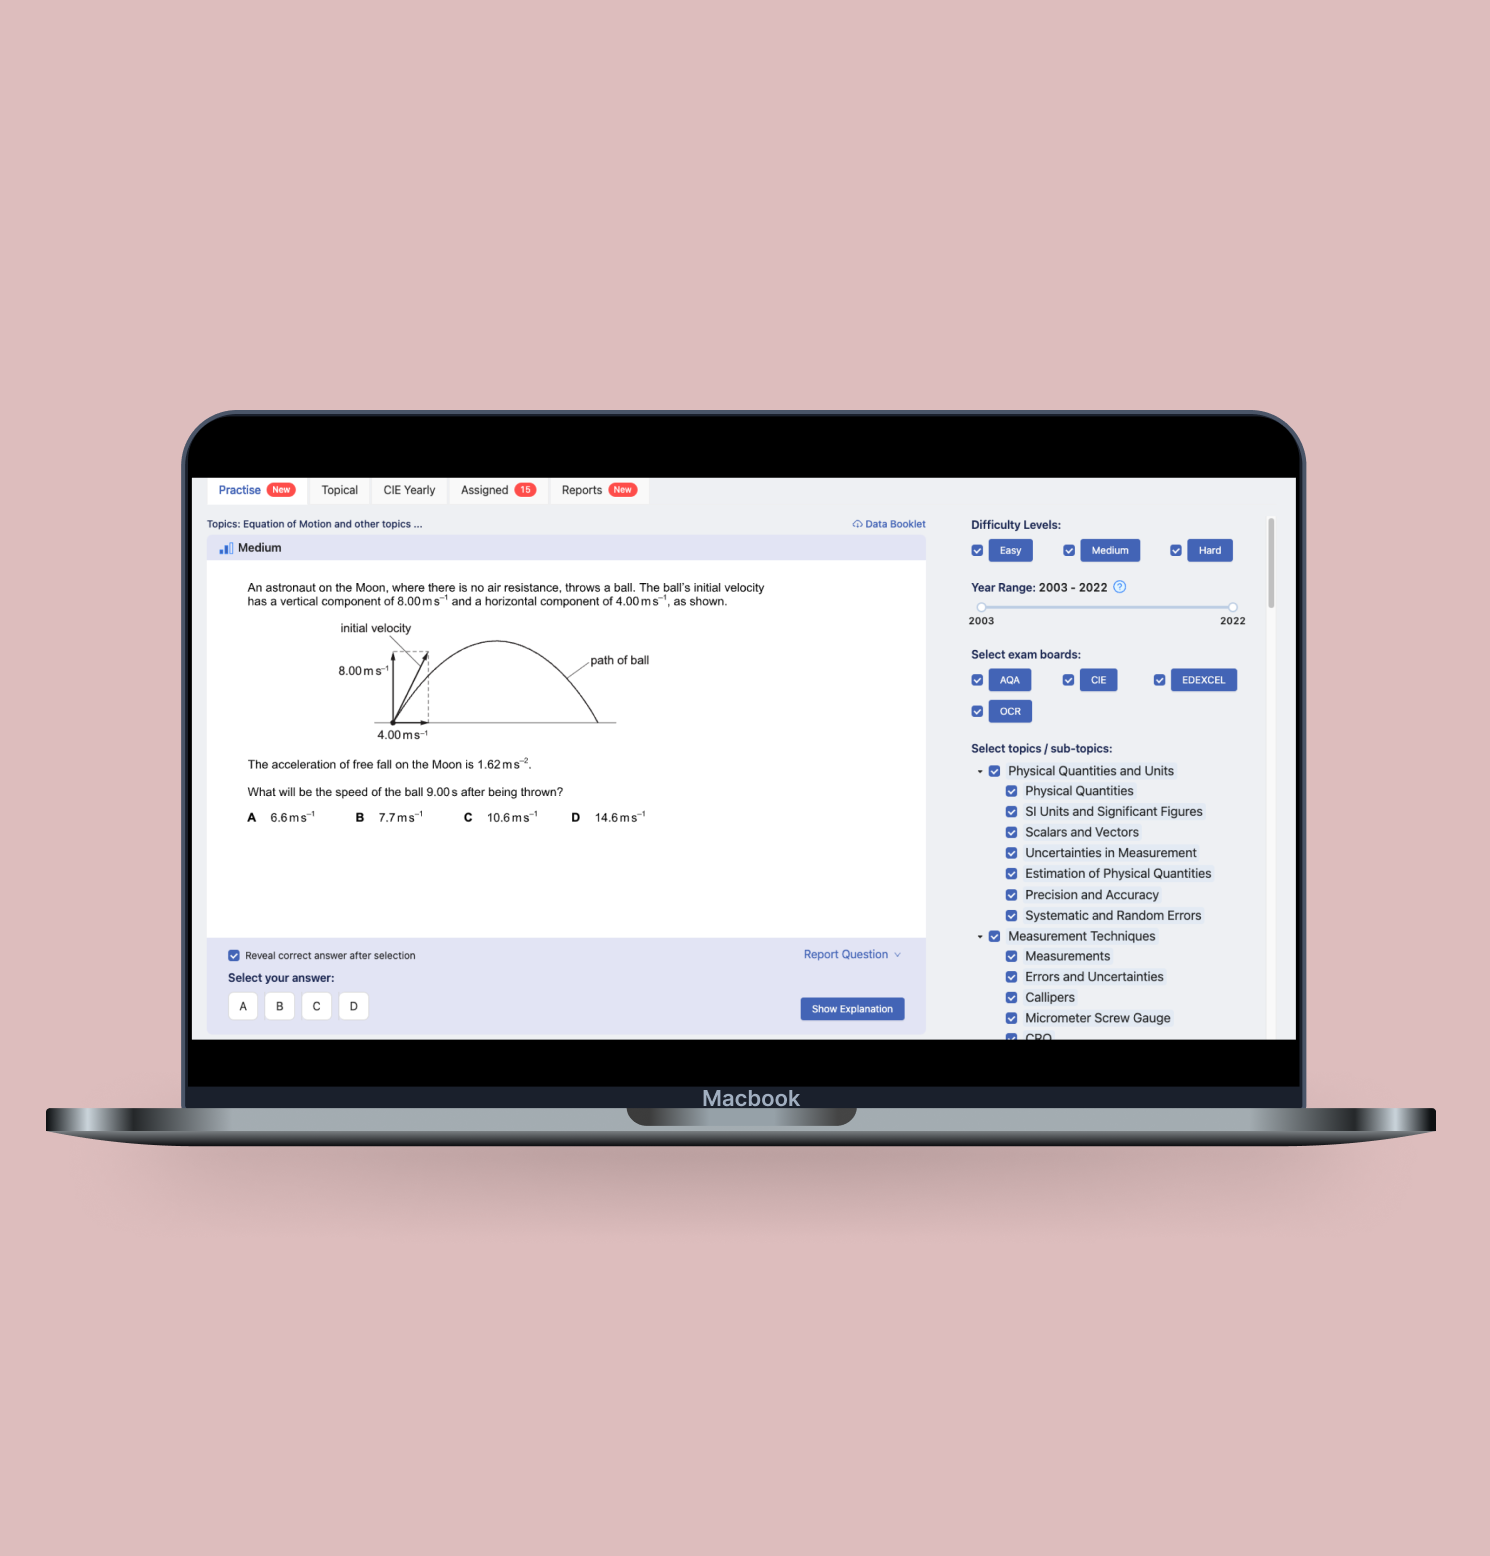 Practise New Topical CIE Yearly Assigned 15 Reports New
Topics: Equation of Motion and other topics ...
Data Booklet
Medium
An astronaut on the Moon, where there is no air resistance, throws a ball. The ball's initial velocity
has a vertical component of 8.00 m s⁻¹ and a horizontal component of 4.00 m s⁻¹, as shown.
initial velocity
8.00 m s⁻¹
path of ball
4.00 m s⁻¹
The acceleration of free fall on the Moon is 1.62 m s⁻².
What will be the speed of the ball 9.00 s after being thrown?
A 6.6 m s⁻¹ B 7.7 m s⁻¹ C 10.6 m s⁻¹ D 14.6 m s⁻¹
Reveal correct answer after selection
Report Question
Select your answer:
A B C D
Show Explanation
Difficulty Levels:
Easy Medium Hard
Year Range: 2003 - 2022 ?
2003 2022
Select exam boards:
AQA CIE EDEXCEL
OCR
Select topics / sub-topics:
Physical Quantities and Units
Physical Quantities
SI Units and Significant Figures
Scalars and Vectors
Uncertainties in Measurement
Estimation of Physical Quantities
Precision and Accuracy
Systematic and Random Errors
Measurement Techniques
Measurements
Errors and Uncertainties
Callipers
Micrometer Screw Gauge
CRO
Macbook